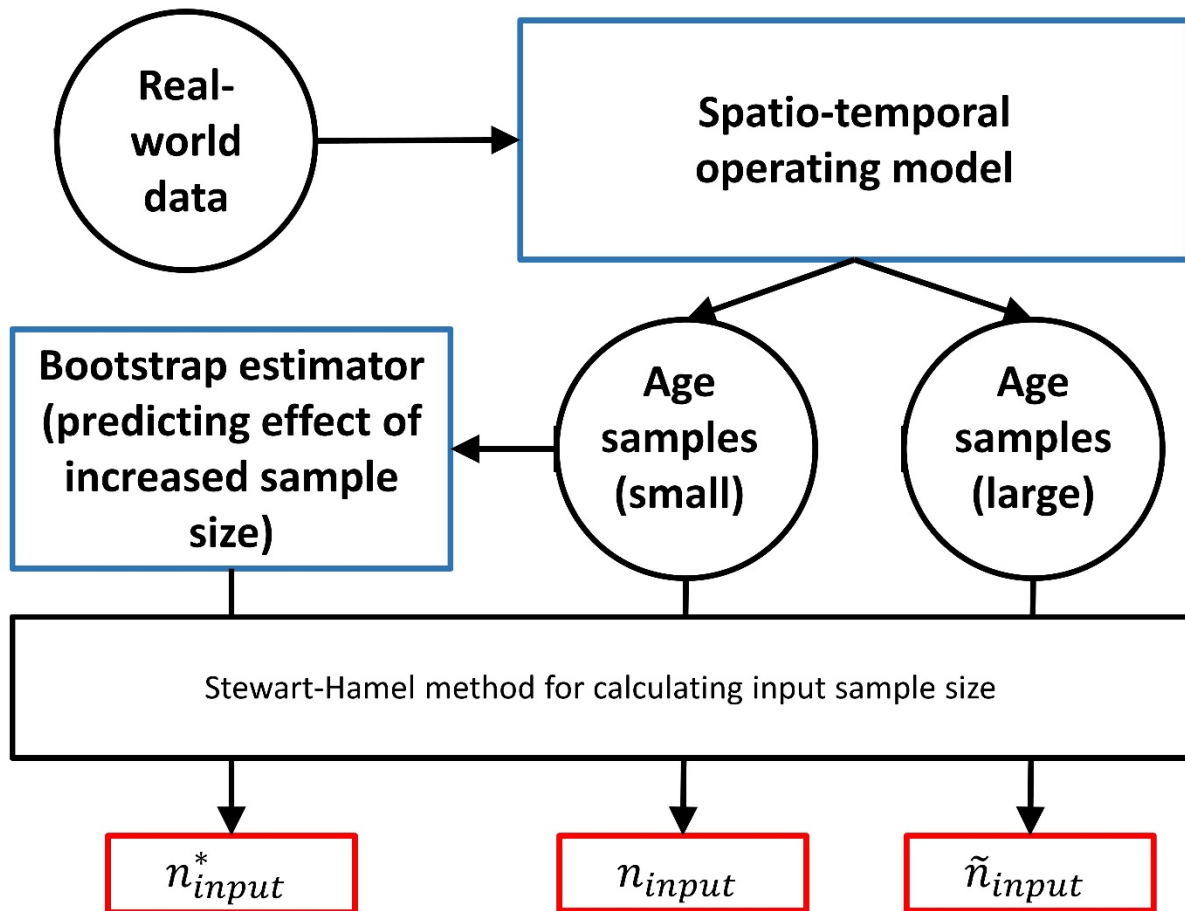 Real-
world
data
Spatio-temporal
operating model
Bootstrap estimator
(predicting effect of
increased sample
size)
Age
samples
(small)
Age
samples
(large)
Stewart-Hamel method for calculating input sample size
n*input
ninput
ñinput